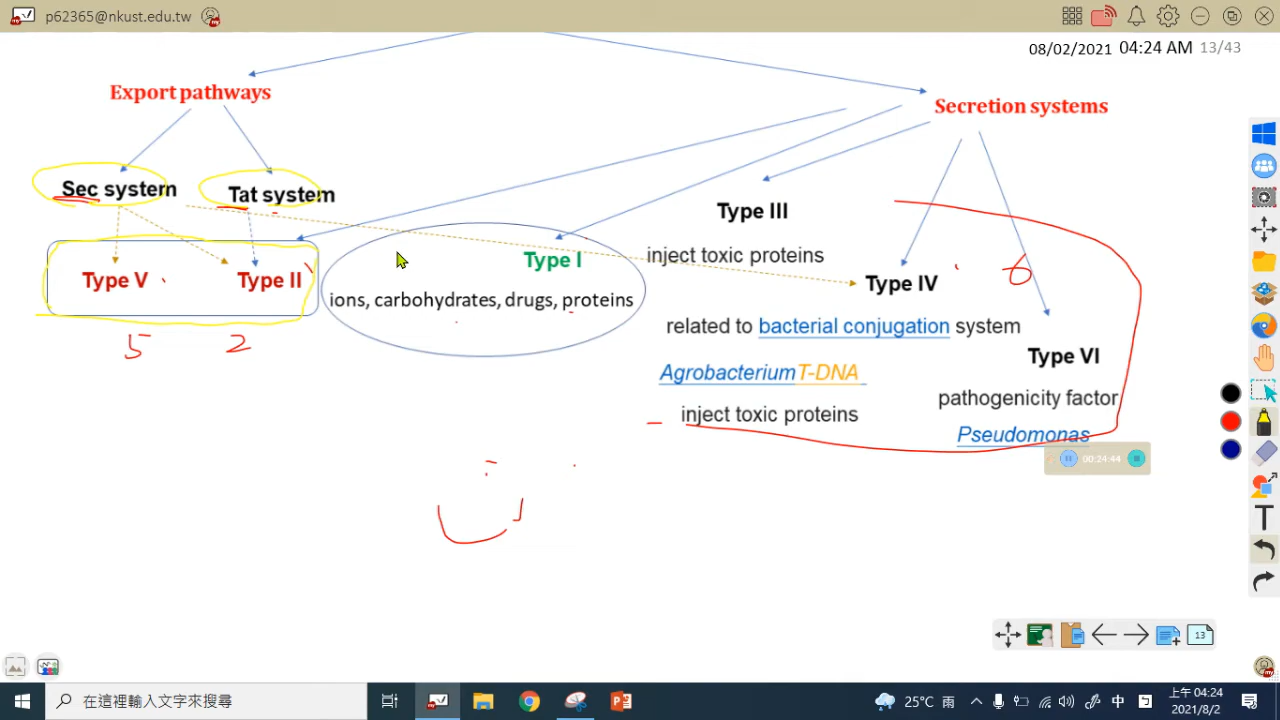 p62365@nkust.edu.tw
08/02/2021 04:24 AM 13/43
Export pathways
Secretion systems
Sec system
Tat system
Type III
inject toxic proteins
Type V
Type II
Type I
ions, carbohydrates, drugs, proteins
Type IV
6
related to bacterial conjugation system
5
2
Type VI
AgrobacteriumT-DNA
pathogenicity factor
inject toxic proteins
Pseudomonas
00:24:44
T
13
在這裡輸入文字來搜尋
25°C 雨
中
上午 04:24
2021/8/2